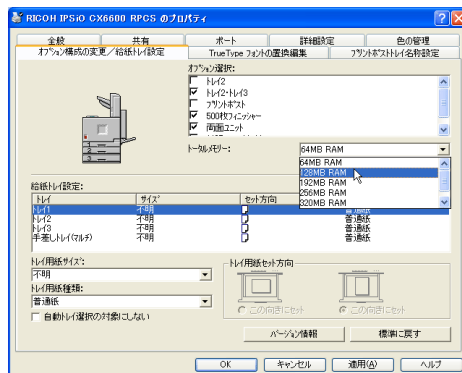 RICOH IPSiO CX6600 RPCS のプロパティ
全般
共有
ポート
詳細設定
色の管理
オプション構成の変更/給紙トレイ設定
TrueTypeフォントの置換編集
プリントポストトレイ名称設定
オプション選択:
トレイ2
トレイ2・トレイ3
プリントポスト
500枚フィニッシャー
両面ユニット
トータルメモリー:
64MB RAM
64MB RAM
128MB RAM
192MB RAM
256MB RAM
320MB RAM
給紙トレイ設定:
トレイ
サイズ
セット方向
トレイ1
不明
普通紙
トレイ2
不明
普通紙
トレイ3
不明
普通紙
手差しトレイ(マルチ)
不明
普通紙
トレイ用紙サイズ:
不明
トレイ用紙種類:
普通紙
自動トレイ選択の対象にしない
トレイ用紙セット方向
この向きにセット
この向きにセット
バージョン情報
標準に戻す
OK
キャンセル
適用(A)
ヘルプ